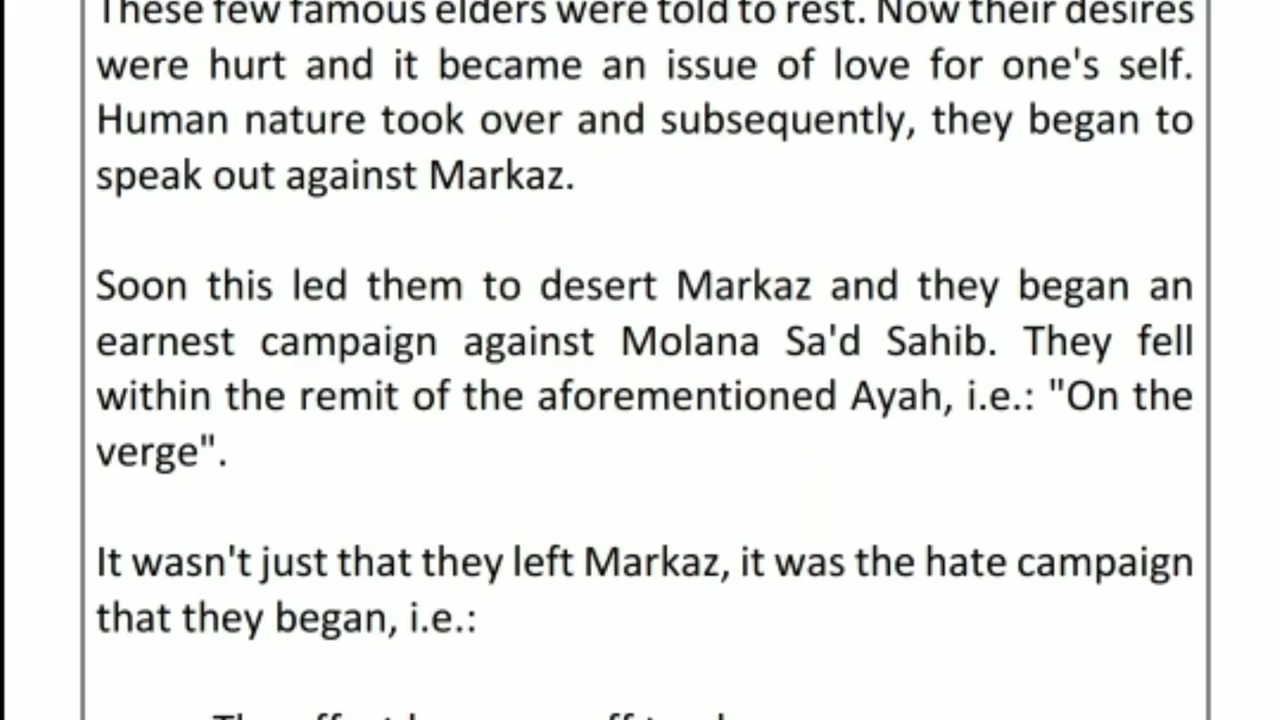 These few famous elders were told to rest. Now their desires
were hurt and it became an issue of love for one's self.
Human nature took over and subsequently, they began to
speak out against Markaz.
Soon this led them to desert Markaz and they began an
earnest campaign against Molana Sa'd Sahib. They fell
within the remit of the aforementioned Ayah, i.e.: "On the
verge".
It wasn't just that they left Markaz, it was the hate campaign
that they began, i.e.: